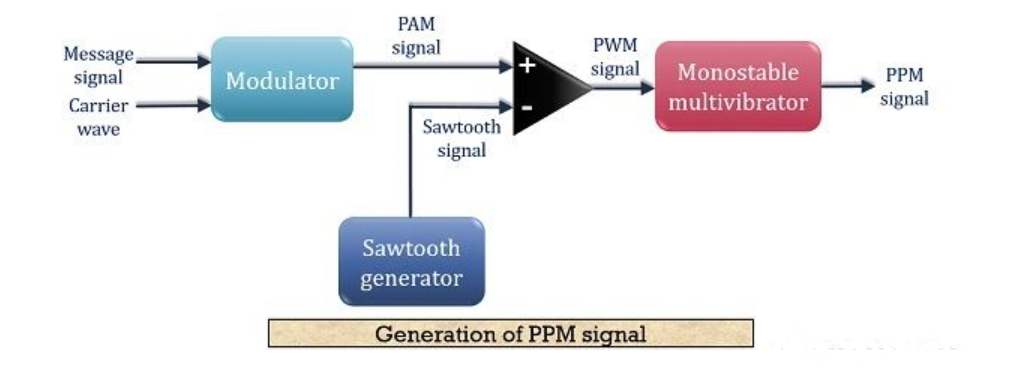 Message
signal
Carrier
wave
Modulator
PAM
signal
Sawtooth
signal
Sawtooth
generator
+
-
PWM
signal
Monostable
multivibrator
PPM
signal
Generation of PPM signal